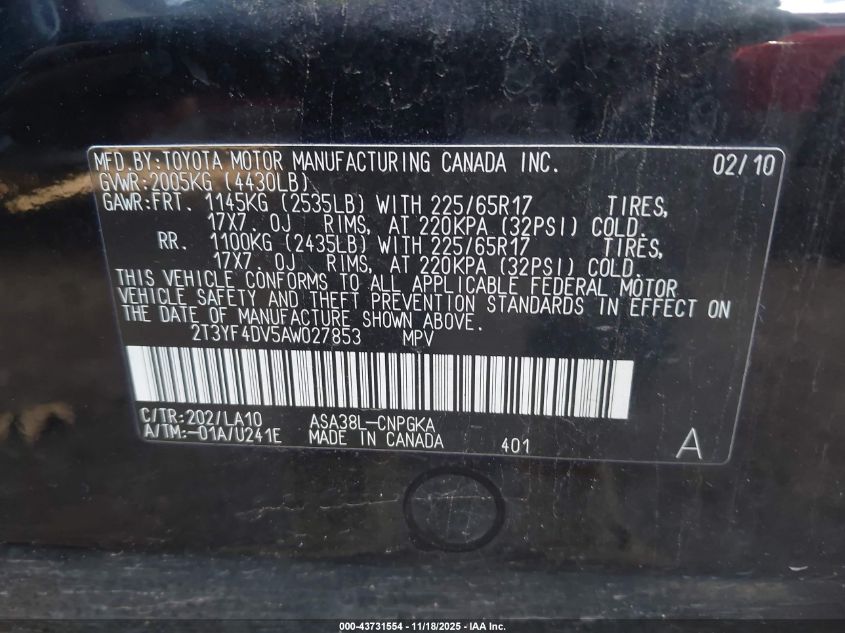 MFD.BY:TOYOTA MOTOR MANUFACTURING CANADA INC. 02/10
GVWR:2005KG (4430LB)
GAWR:FRT. 1145KG (2535LB) WITH 225/65R17 TIRES,
17X7.0J RIMS, AT 220KPA (32PSI) COLD.
RR. 1100KG (2435LB) WITH 225/65R17 TIRES,
17X7.0J RIMS, AT 220KPA (32PSI) COLD.
THIS VEHICLE CONFORMS TO ALL APPLICABLE FEDERAL MOTOR
VEHICLE SAFETY AND THEFT PREVENTION STANDARDS IN EFFECT ON
THE DATE OF MANUFACTURE SHOWN ABOVE.
2T3YF4DV5AW027853 MPV
C/TR:202/LA10 ASA38L-CNPGKA
A/TM:-01A/U241E MADE IN CANADA 401 A
000-43731554 - 11/18/2025 - IAA Inc.